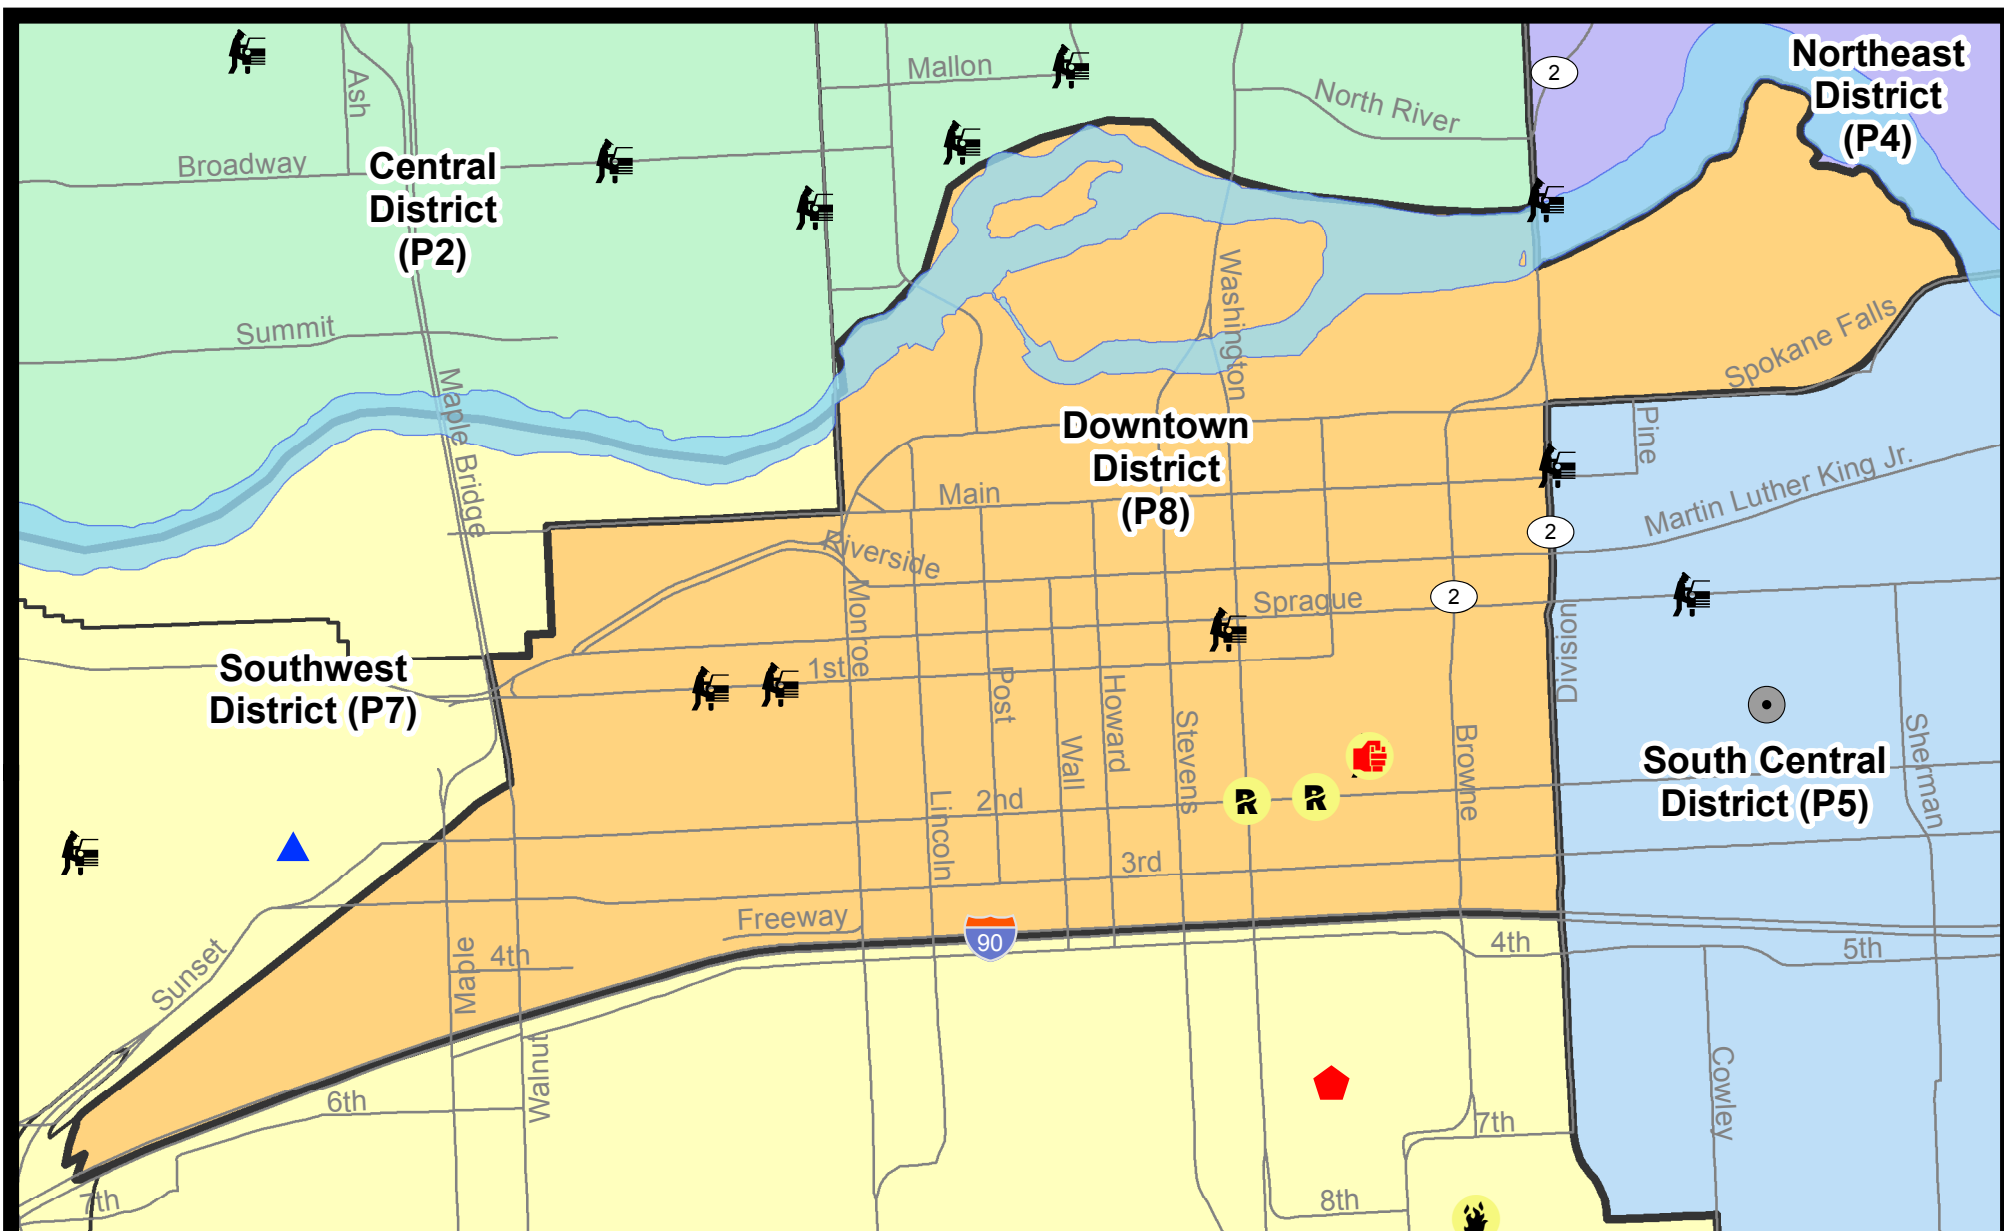 Mallon
2
Northeast
District
(P4)
Ash
North River
Broadway
Central
District
(P2)
Summit
Washington
Spokane Falls
Maple Bridge
Downtown
District
(P8)
Pine
Main
Martin Luther King Jr.
2
Riverside
Monroe
Sprague
2
Division
Southwest
District (P7)
1st
Post
Howard
Stevens
Wall
Browne
Sherman
South Central
District (P5)
Lincoln
2nd
R
R
3rd
Freeway
90
4th
5th
Sunset
Maple
4th
Walnut
6th
Cowley
7th
7th
8th